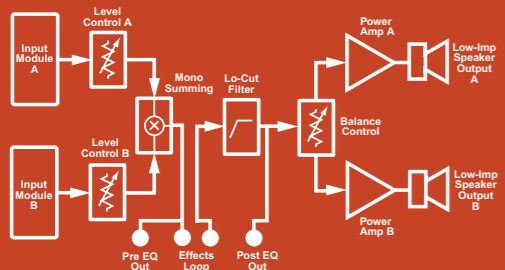 Level
Control A
Input
Module
A
Mono
Summing
Lo-Cut
Filter
Power
Amp A
Low-Imp
Speaker
Output
A
Balance
Control
Level
Control B
Input
Module
B
Low-Imp
Speaker
Output
B
Power
Amp B
Pre EQ
Out
Effects
Loop
Post EQ
Out